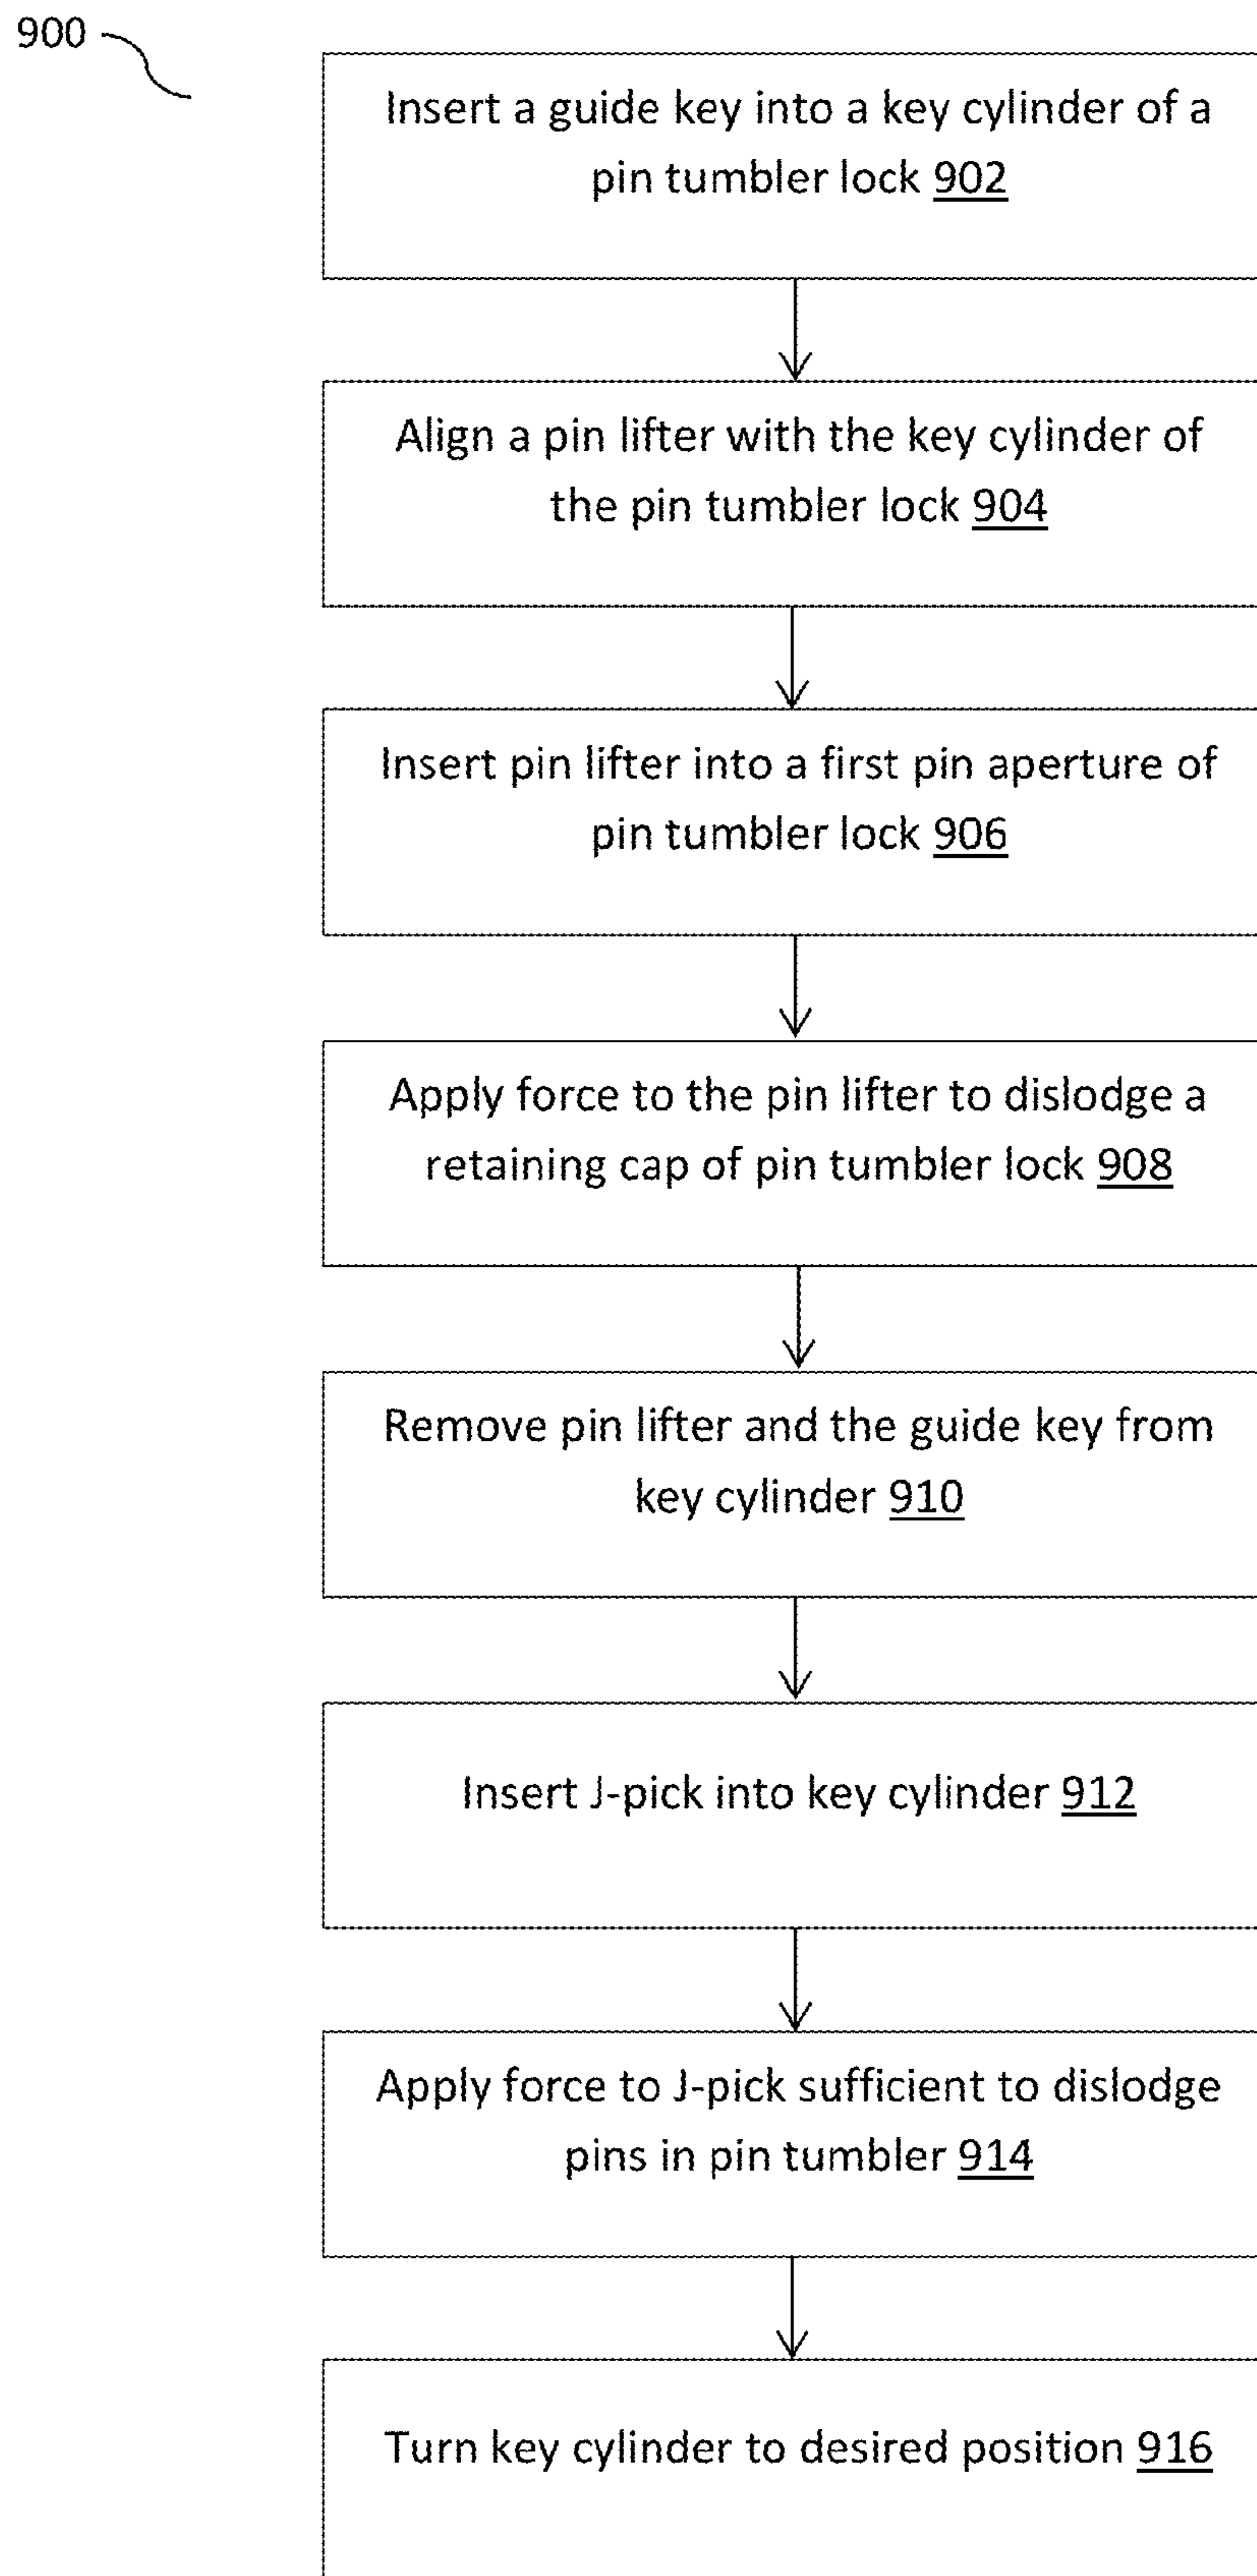 900
Insert a guide key into a key cylinder of a
pin tumbler lock 902
Align a pin lifter with the key cylinder of
the pin tumbler lock 904
Insert pin lifter into a first pin aperture of
pin tumbler lock 906
Apply force to the pin lifter to dislodge a
retaining cap of pin tumbler lock 908
Remove pin lifter and the guide key from
key cylinder 910
Insert J-pick into key cylinder 912
Apply force to J-pick sufficient to dislodge
pins in pin tumbler 914
Turn key cylinder to desired position 916